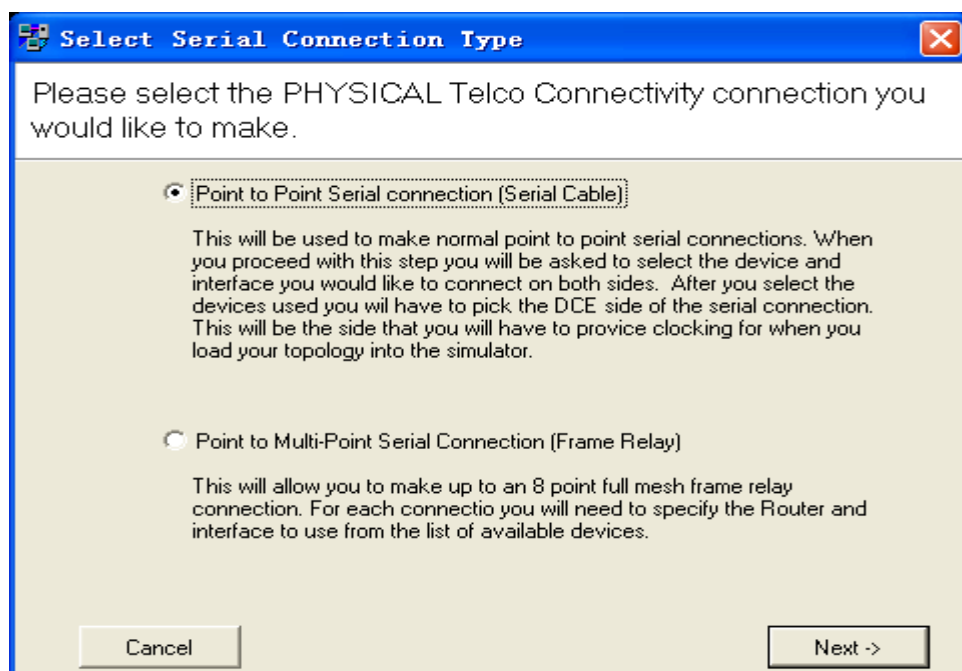 Select Serial Connection Type
Please select the PHYSICAL Telco Connectivity connection you
would like to make.
Point to Point Serial connection (Serial Cable)
This will be used to make normal point to point serial connections. When
you proceed with this step you will be asked to select the device and
interface you would like to connect on both sides.  After you select the
devices used you wil have to pick the DCE side of the serial connection.
This will be the side that you will have to provice clocking for when you
load your topology into the simulator.
Point to Multi-Point Serial Connection (Frame Relay)
This will allow you to make up to an 8 point full mesh frame relay
connection. For each connectio you will need to specify the Router and
interface to use from the list of available devices.
Cancel
Next ->